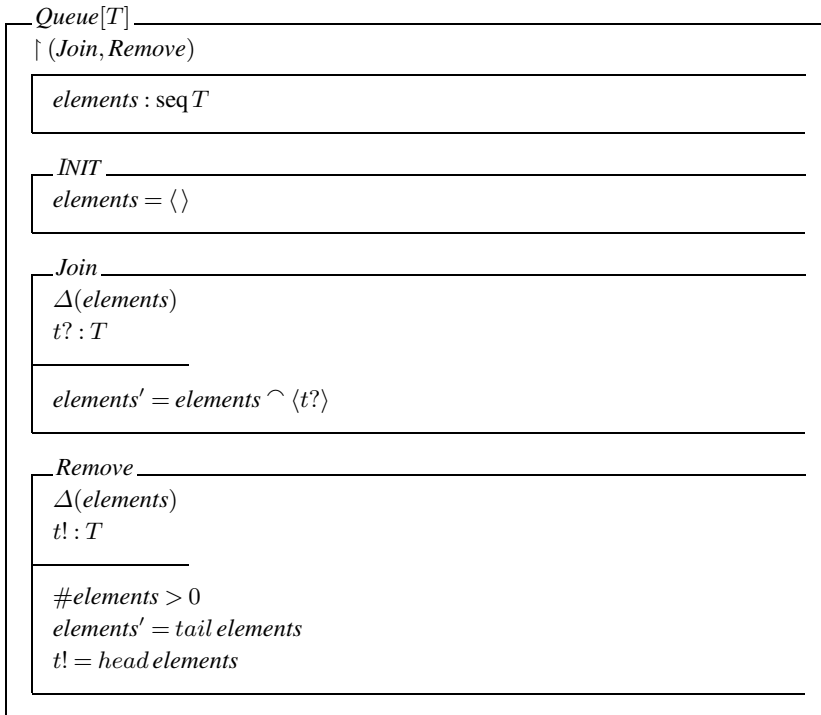 Queue[T]
↾ (Join, Remove)
elements : seq T
INIT
elements = ⟨ ⟩
Join
Δ(elements)
t? : T
elements′ = elements ⌢ ⟨t?⟩
Remove
Δ(elements)
t! : T
#elements > 0
elements′ = tail elements
t! = head elements